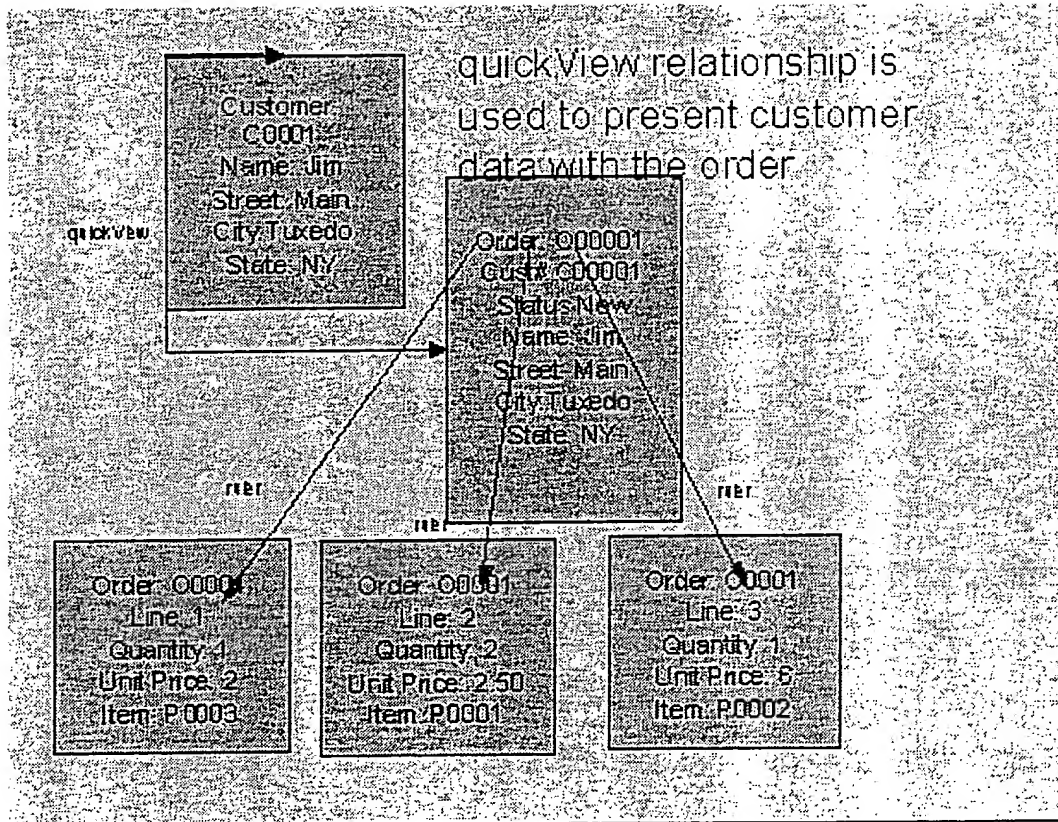 quickView relationship is
used to present customer
data with the order
Customer:
C0001
Name: Jim
Street: Main
City:Tuxedo
State: NY
quickView
Order: O00001
Cust#: C00001
Status:New
Name: Jim
Street: Main
City:Tuxedo
State: NY
Order: O0001
Line: 1
Quantity: 1
Unit Price: 2
Item: P0003
Order: O0001
Line: 2
Quantity: 2
Unit Price: 2.50
Item: P0001
Order: O0001
Line: 3
Quantity: 1
Unit Price: 6
Item: P0002